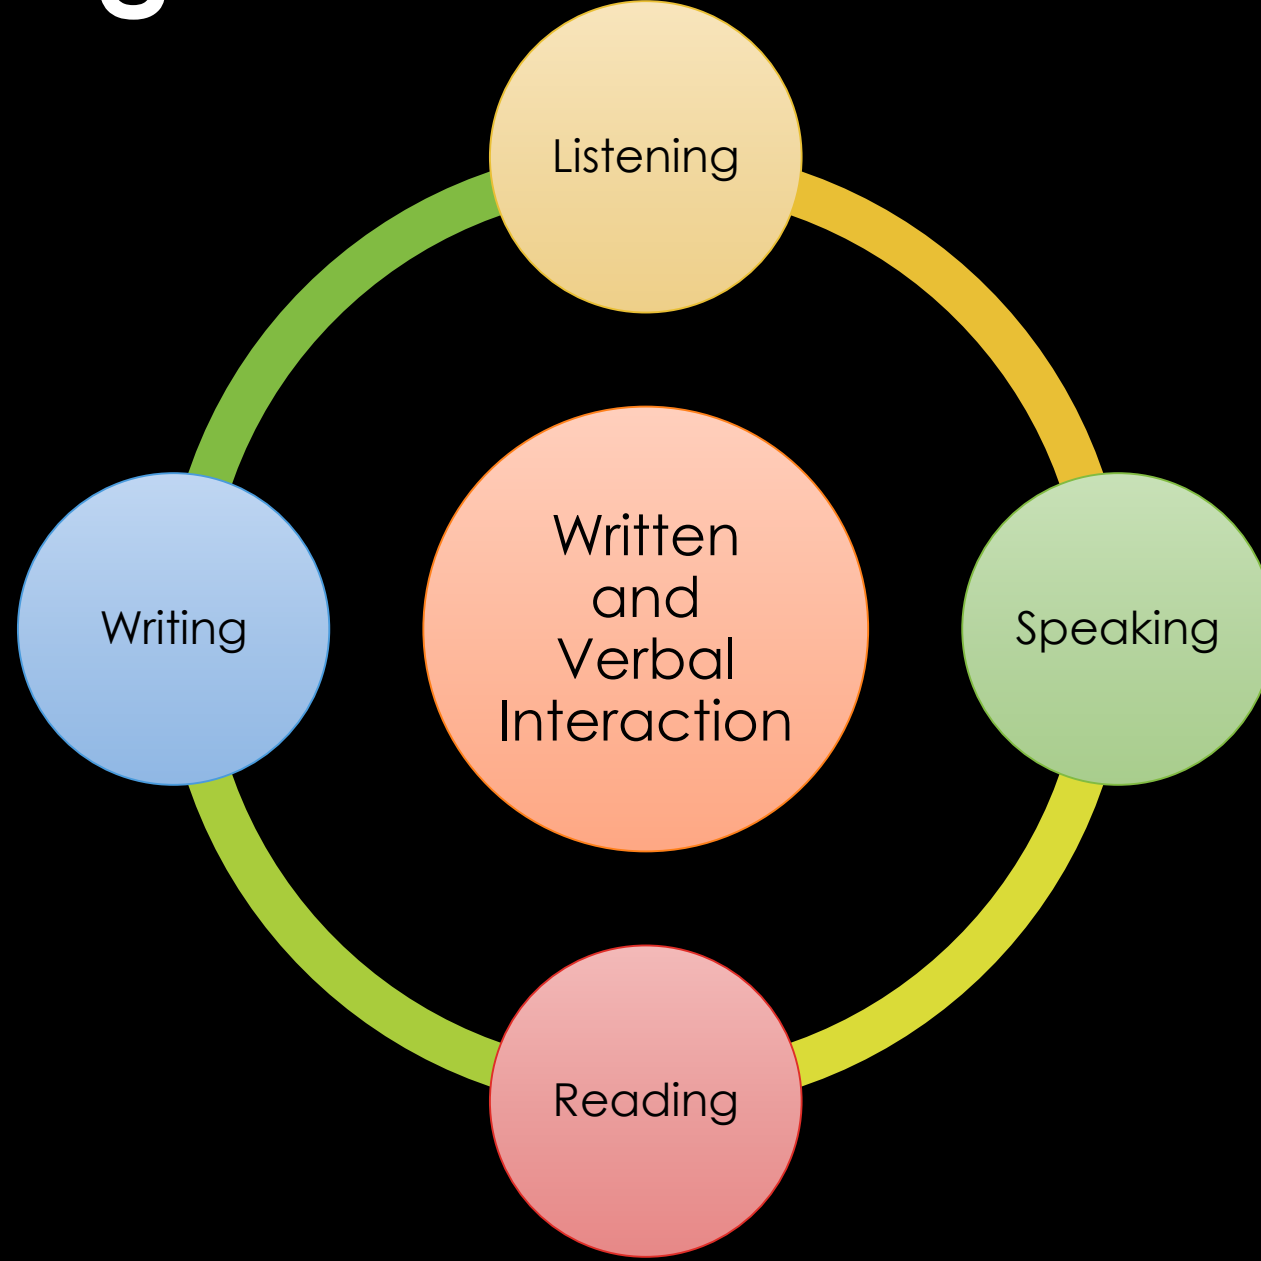 Listening
Written
and
Verbal
Interaction
Writing
Speaking
Reading